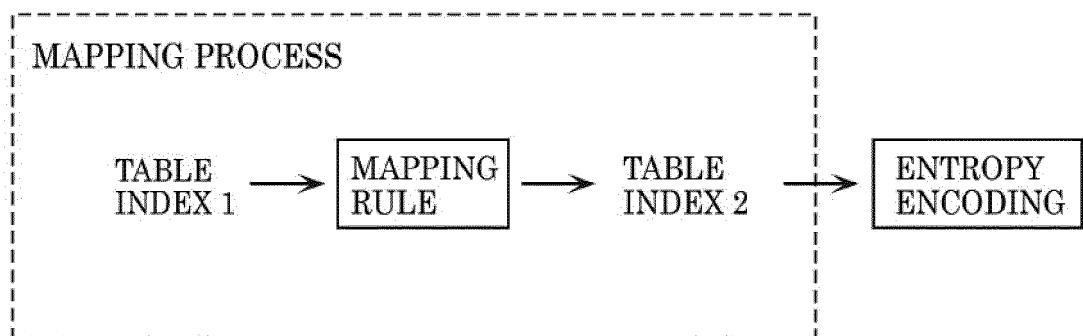 MAPPING PROCESS
TABLE
INDEX 1
MAPPING
RULE
TABLE
INDEX 2
ENTROPY
ENCODING